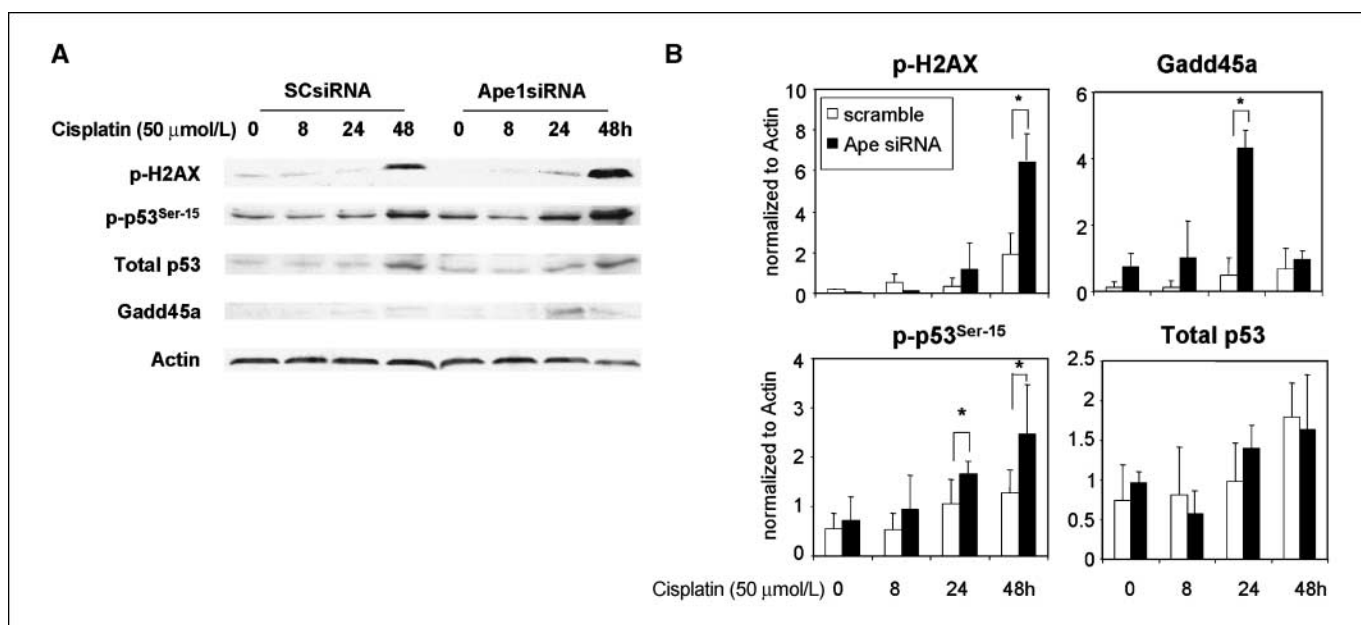 A
SCsiRNA Ape1siRNA
Cisplatin (50 μmol/L) 0 8 24 48 0 8 24 48h
p-H2AX
p-p53Ser-15
Total p53
Gadd45a
Actin
B
p-H2AX
normalized to Actin
10
8
6
4
2
0
scramble
Ape siRNA
*
Gadd45a
6
4
2
0
*
p-p53Ser-15
normalized to Actin
4
3
2
1
0
*
*
Total p53
2.5
2
1.5
1
0.5
0
Cisplatin (50 μmol/L) 0 8 24 48h 0 8 24 48h